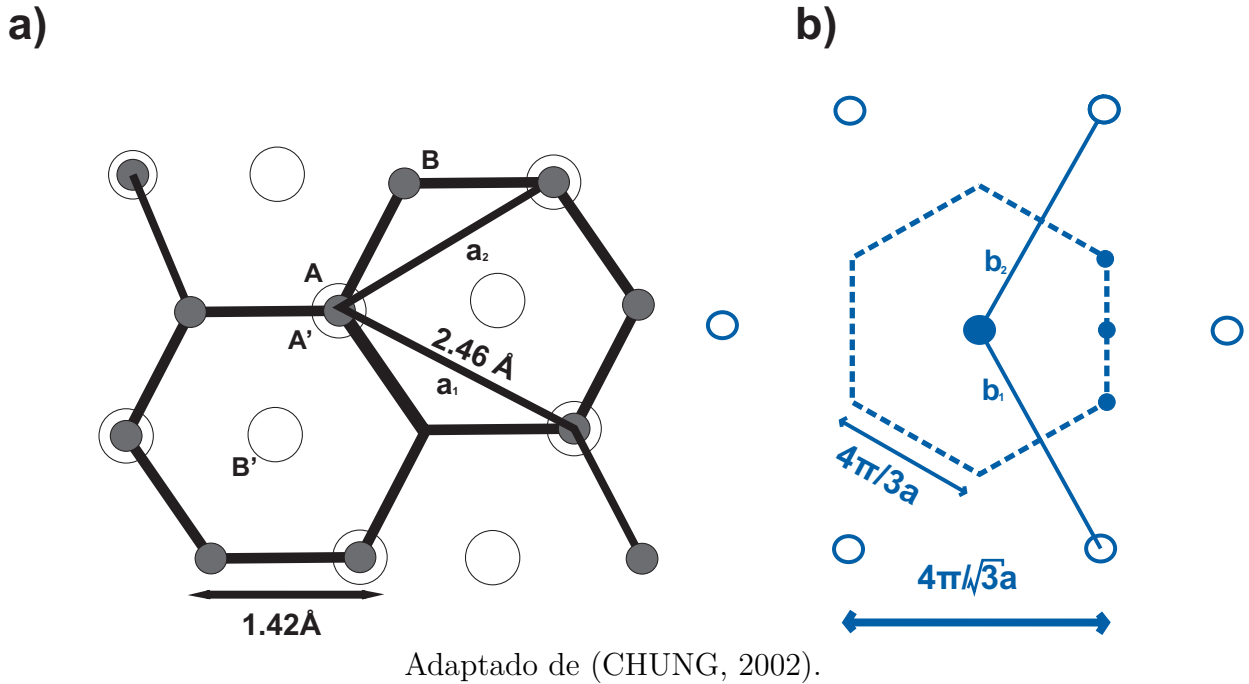 a)
b)
B
a₂
A
A'
2.46 Å
a₁
B'
1.42Å
b₂
b₁
4π/3a
4π/√3a
Adaptado de (CHUNG, 2002).